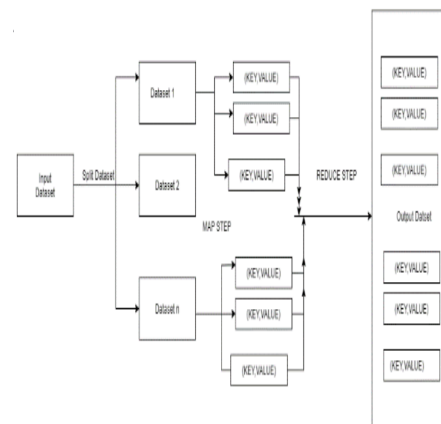 Input
Dataset
Split Dataset
Dataset 1
Dataset 2
Dataset n
(KEY,VALUE)
(KEY,VALUE)
(KEY,VALUE)
MAP STEP
(KEY,VALUE)
(KEY,VALUE)
(KEY,VALUE)
REDUCE STEP
(KEY,VALUE)
(KEY,VALUE)
(KEY,VALUE)
Output Datset
(KEY,VALUE)
(KEY,VALUE)
(KEY,VALUE)